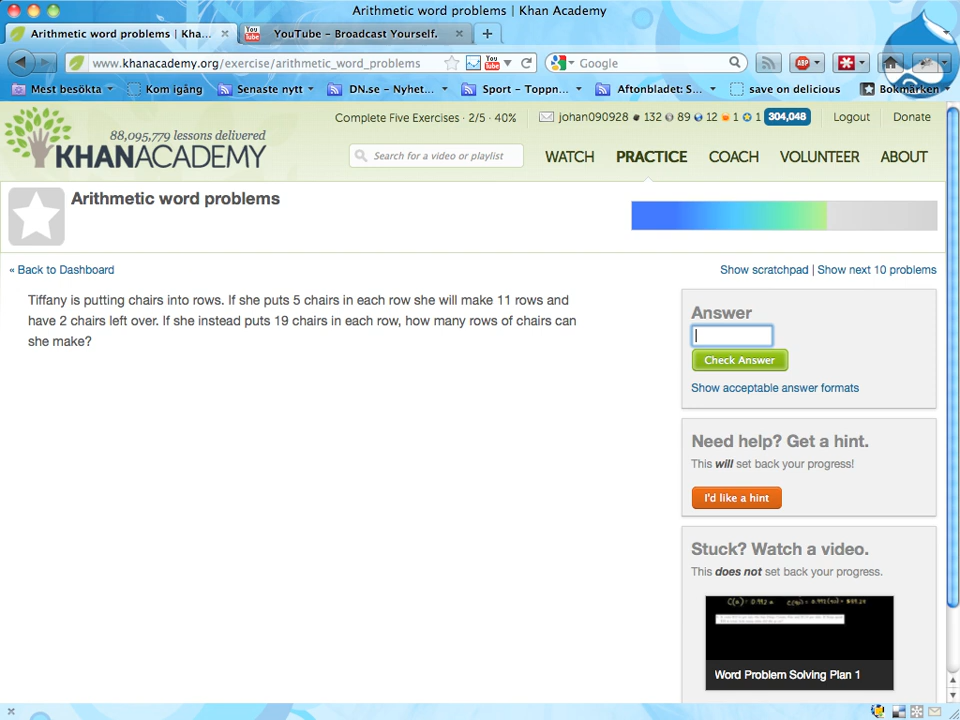 Arithmetic word problems | Khan Academy
Arithmetic word problems | Kha...
You Tube YouTube - Broadcast Yourself.
www.khanacademy.org/exercise/arithmetic_word_problems
You Tube
Google
ABP
Mest besökta
Kom igång
Senaste nytt
DN.se - Nyhet...
Sport - Toppn...
Aftonbladet: S...
save on delicious
Bokmärken
88,095,779 lessons delivered
KHANACADEMY
Complete Five Exercises · 2/5 · 40%
johan090928 132 89 12 1 1 304,048
Logout
Donate
Search for a video or playlist
WATCH PRACTICE COACH VOLUNTEER ABOUT
Arithmetic word problems
« Back to Dashboard
Show scratchpad | Show next 10 problems
Tiffany is putting chairs into rows. If she puts 5 chairs in each row she will make 11 rows and
have 2 chairs left over. If she instead puts 19 chairs in each row, how many rows of chairs can
she make?
Answer
Check Answer
Show acceptable answer formats
Need help? Get a hint.
This will set back your progress!
I'd like a hint
Stuck? Watch a video.
This does not set back your progress.
Word Problem Solving Plan 1